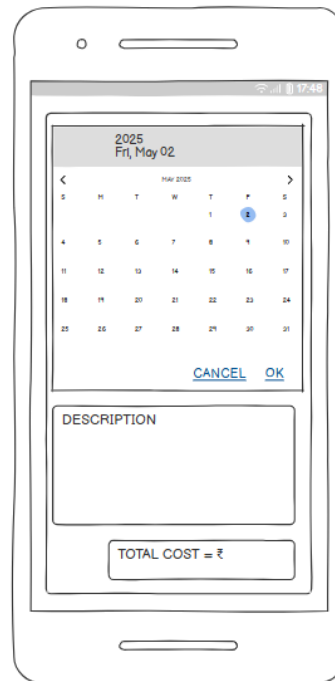 17:48
2025
Fri, May 02
MAY 2025
S M T W T F S
1 2 3
4 5 6 7 8 9 10
11 12 13 14 15 16 17
18 19 20 21 22 23 24
25 26 27 28 29 30 31
CANCEL OK
DESCRIPTION
TOTAL COST = ₹